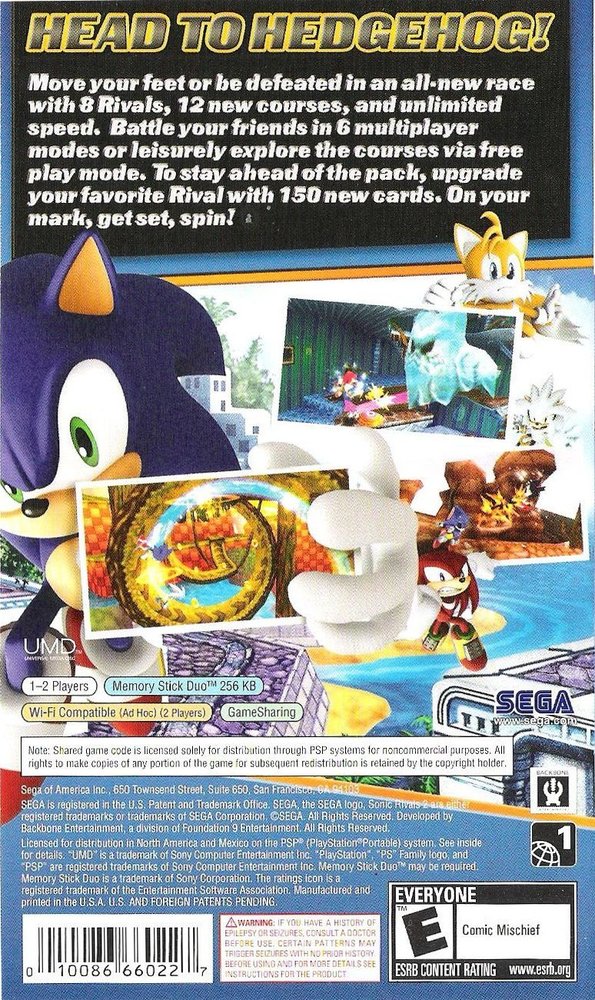 HEAD TO HEDGEHOG!
Move your feet or be defeated in an all-new race
with 8 Rivals, 12 new courses, and unlimited
speed. Battle your friends in 6 multiplayer
modes or leisurely explore the courses via free
play mode. To stay ahead of the pack, upgrade
your favorite Rival with 150 new cards. On your
mark, get set, spin!
UMD™
UNIVERSAL MEDIA DISC
1–2 Players
Memory Stick Duo™ 256 KB
Wi-Fi Compatible (Ad Hoc) (2 Players)
GameSharing
SEGA
www.sega.com
Note: Shared game code is licensed solely for distribution through PSP systems for noncommercial purposes. All
rights to make copies of any portion of the game for subsequent redistribution is retained by the copyright holder.
BACKBONE
Sega of America Inc., 650 Townsend Street, Suite 650, San Francisco, CA 94103
SEGA is registered in the U.S. Patent and Trademark Office. SEGA, the SEGA logo, Sonic Rivals 2 are either
registered trademarks or trademarks of SEGA Corporation. ©SEGA. All Rights Reserved. Developed by
Backbone Entertainment, a division of Foundation 9 Entertainment. All Rights Reserved.
Licensed for distribution in North America and Mexico on the PSP® (PlayStation®Portable) system. See inside
for details. "UMD" is a trademark of Sony Computer Entertainment Inc. "PlayStation", "PS" Family logo, and
"PSP" are registered trademarks of Sony Computer Entertainment Inc. Memory Stick Duo™ may be required.
Memory Stick Duo is a trademark of Sony Corporation. The ratings icon is a
registered trademark of the Entertainment Software Association. Manufactured and
printed in the U.S.A. U.S. AND FOREIGN PATENTS PENDING.
1
0 10086 66022 7
WARNING: IF YOU HAVE A HISTORY OF
EPILEPSY OR SEIZURES, CONSULT A DOCTOR
BEFORE USE. CERTAIN PATTERNS MAY
TRIGGER SEIZURES WITH NO PRIOR HISTORY.
BEFORE USING AND FOR MORE DETAILS SEE
INSTRUCTIONS FOR THE PRODUCT
EVERYONE
E
™
Comic Mischief
ESRB CONTENT RATING www.esrb.org